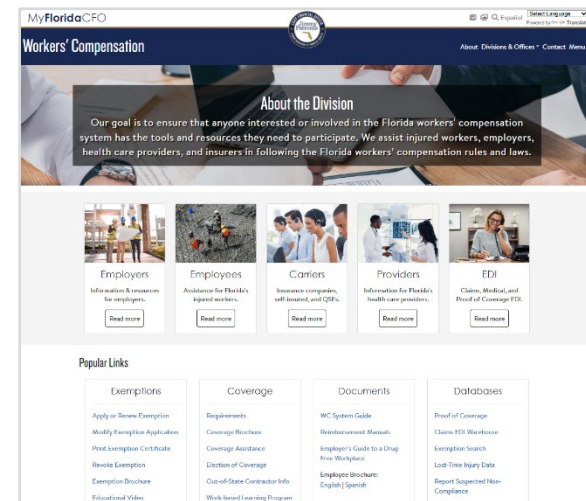 MyFloridaCFO
Español
Select Language
Powered by Google Translate
Jimmy
Patronis
Workers' Compensation
About Divisions & Offices Contact Menu
About the Division
Our goal is to ensure that anyone interested or involved in the Florida workers' compensation
system has the tools and resources they need to participate. We assist injured workers, employers,
health care providers, and insurers in following the Florida workers' compensation rules and laws.
Employers
Information & resources
for employers.
Read more
Employees
Assistance for Florida's
injured workers.
Read more
Carriers
Insurance companies,
self-insured, and QSEs.
Read more
Providers
Information for Florida's
health care providers.
Read more
EDI
Claims, Medical, and
Proof of Coverage EDI.
Read more
Popular Links
Exemptions
Apply or Renew Exemption
Modify Exemption Application
Print Exemption Certificate
Revoke Exemption
Exemption Brochure
Educational Video
Coverage
Requirements
Coverage Brochure
Coverage Assistance
Election of Coverage
Out-of-State Contractor Info
Work-based Learning Program
Documents
WC System Guide
Reimbursement Manuals
Employer's Guide to a Drug-
Free Workplace
Employee Brochure:
English | Spanish
Databases
Proof of Coverage
Claims EDI Warehouse
Exemption Search
Lost-Time Injury Data
Report Suspected Non-
Compliance